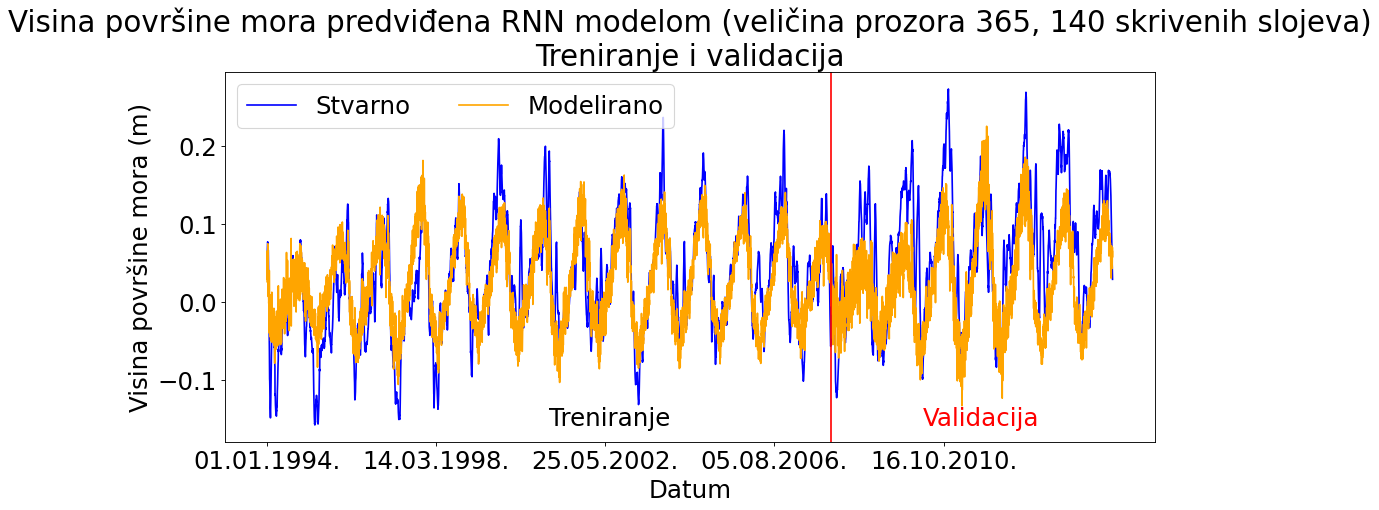 Visina površine mora predviđena RNN modelom (veličina prozora 365, 140 skrivenih slojeva)
Treniranje i validacija
Stvarno
Modelirano
Visina površine mora (m)
0.2
0.1
0.0
−0.1
Treniranje
Validacija
01.01.1994.
14.03.1998.
25.05.2002.
05.08.2006.
16.10.2010.
Datum